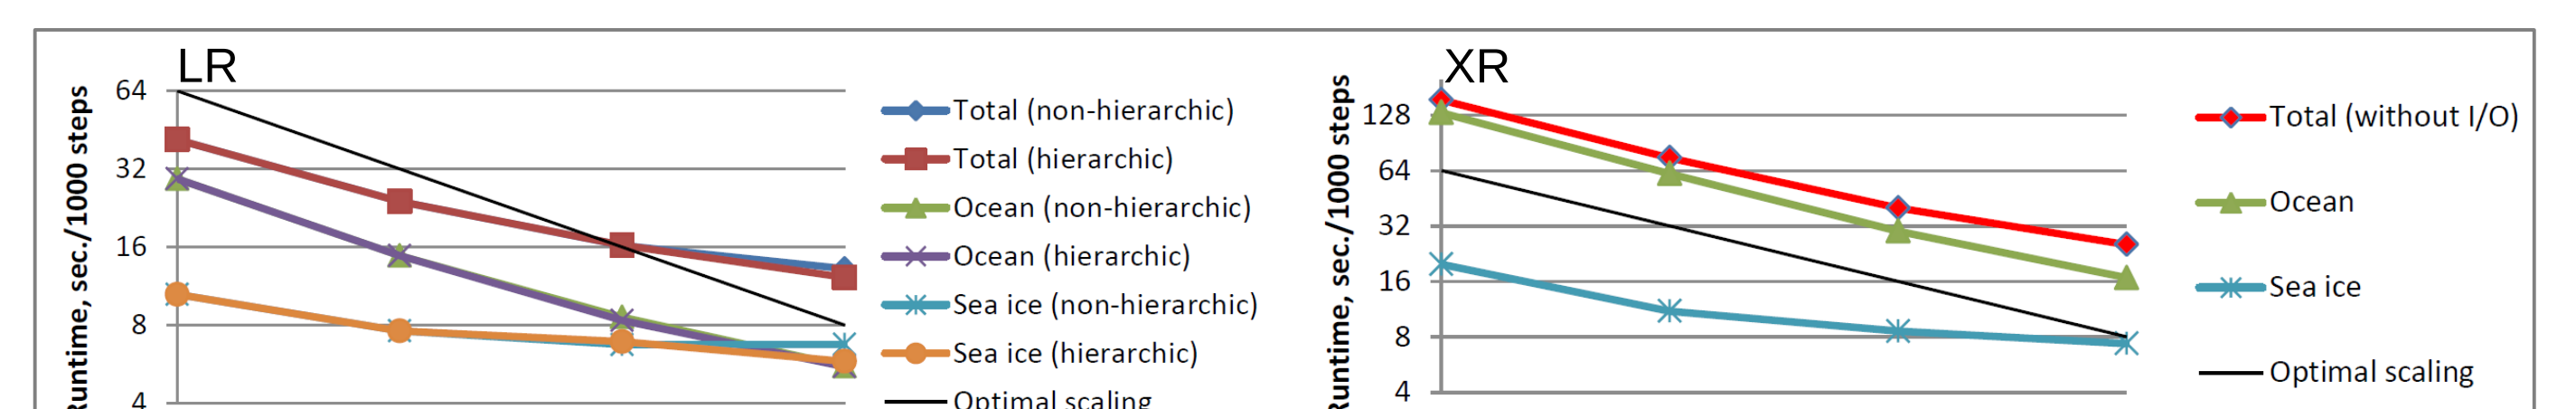 LR
Runtime, sec./1000 steps
64
32
16
8
4
Total (non-hierarchic)
Total (hierarchic)
Ocean (non-hierarchic)
Ocean (hierarchic)
Sea ice (non-hierarchic)
Sea ice (hierarchic)
Optimal scaling
XR
Runtime, sec./1000 steps
128
64
32
16
8
4
Total (without I/O)
Ocean
Sea ice
Optimal scaling